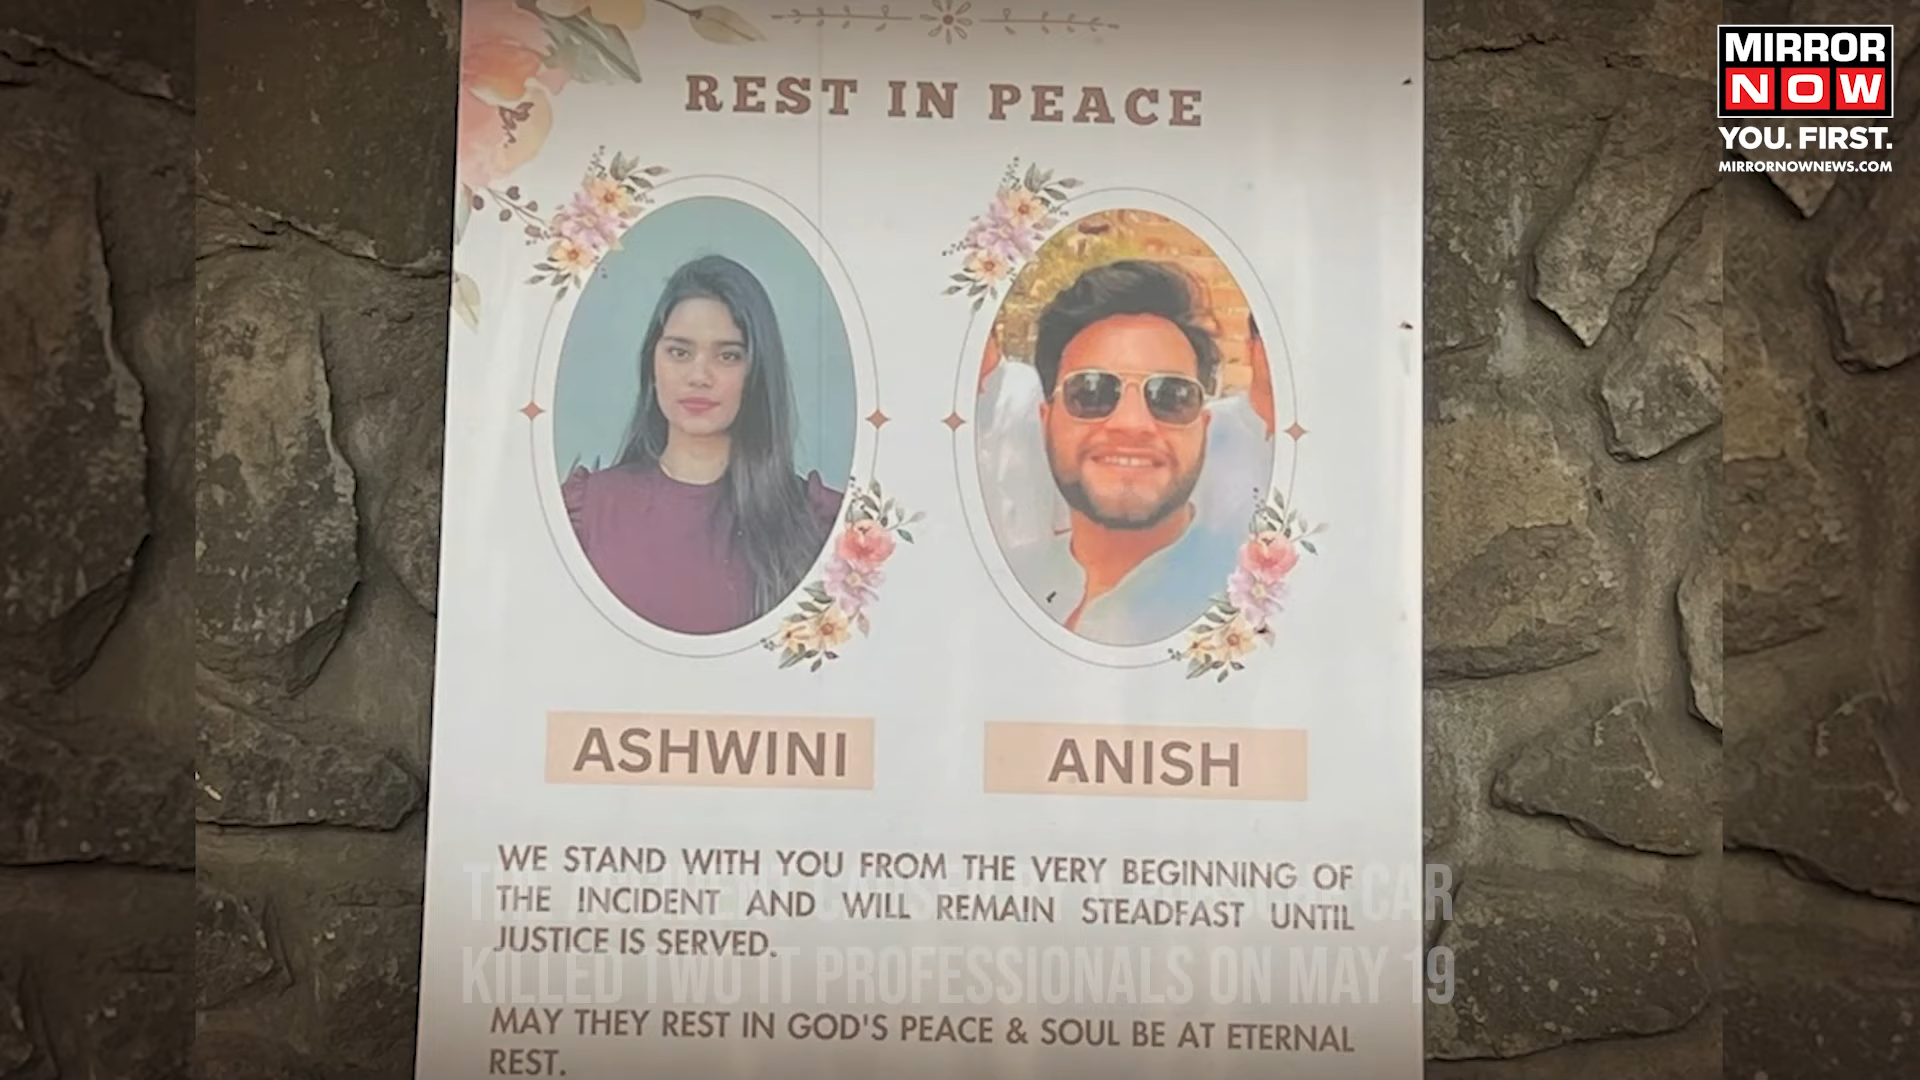 MIRROR
NOW
YOU. FIRST.
MIRRORNOWNEWS.COM
REST IN PEACE
ASHWINI
ANISH
WE STAND WITH YOU FROM THE VERY BEGINNING OF
THE INCIDENT AND WILL REMAIN STEADFAST UNTIL
JUSTICE IS SERVED.
MAY THEY REST IN GOD'S PEACE & SOUL BE AT ETERNAL
REST.
CAR
KILLED TWO IT PROFESSIONALS ON MAY 19